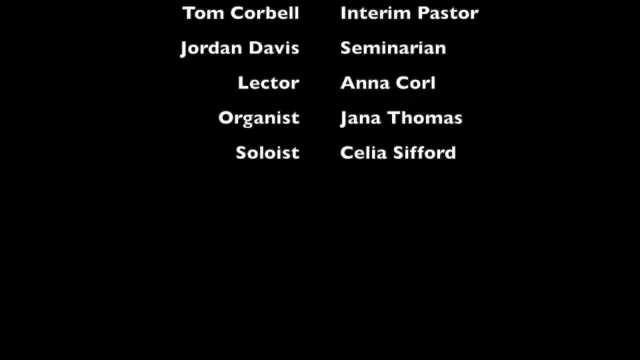 Tom Corbell Interim Pastor
Jordan Davis Seminarian
Lector Anna Corl
Organist Jana Thomas
Soloist Celia Sifford